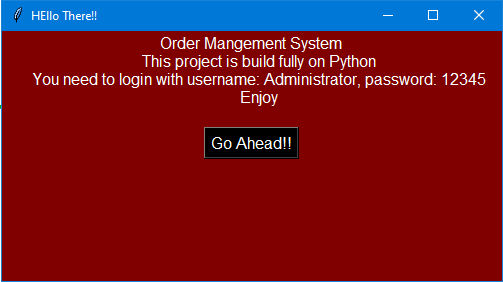 HEllo There!!
Order Mangement System
This project is build fully on Python
You need to login with username: Administrator, password: 12345
Enjoy
Go Ahead!!